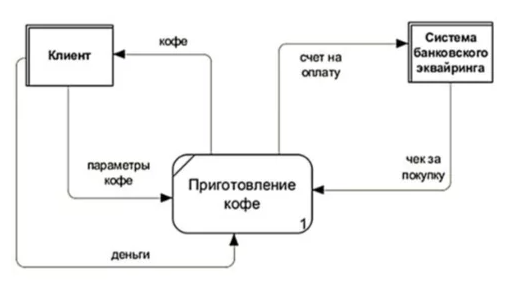 Клиент
кофе
счет на
оплату
Система
банковского
эквайринга
параметры
кофе
Приготовление
кофе
1
чек за
покупку
деньги